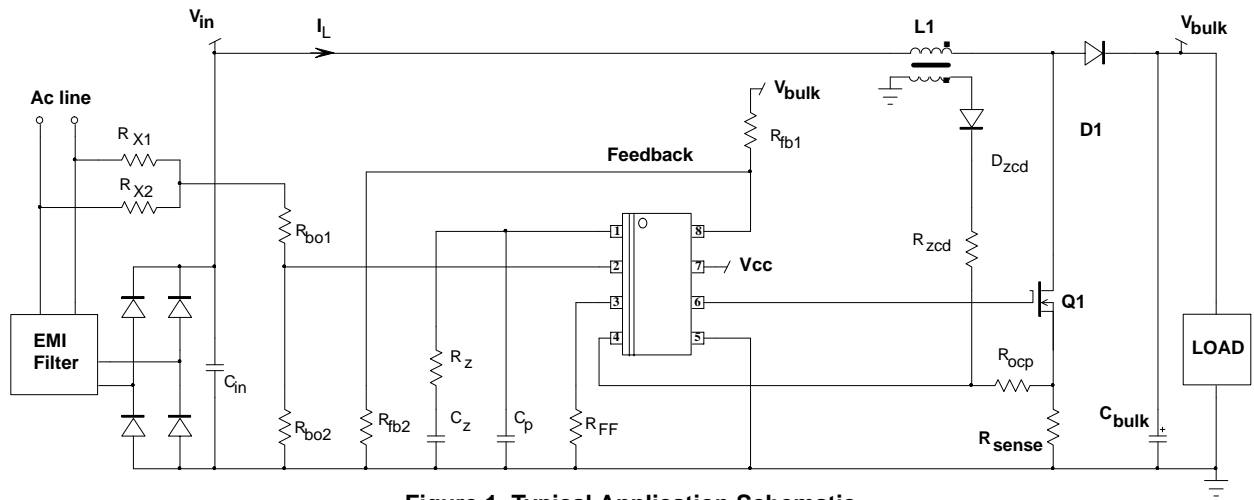 Vin
IL
L1
Vbulk
Ac line
Vbulk
RX1
Rfb1
D1
Feedback
Dzcd
RX2
Rbo1
1
8
Rzcd
2
7
Vcc
3
6
Q1
EMI
Filter
4
5
LOAD
Rz
Rocp
Cin
Rbo2
Rfb2
Cz
Cp
RFF
Rsense
Cbulk
+
Figure 1. Typical Application Schematic